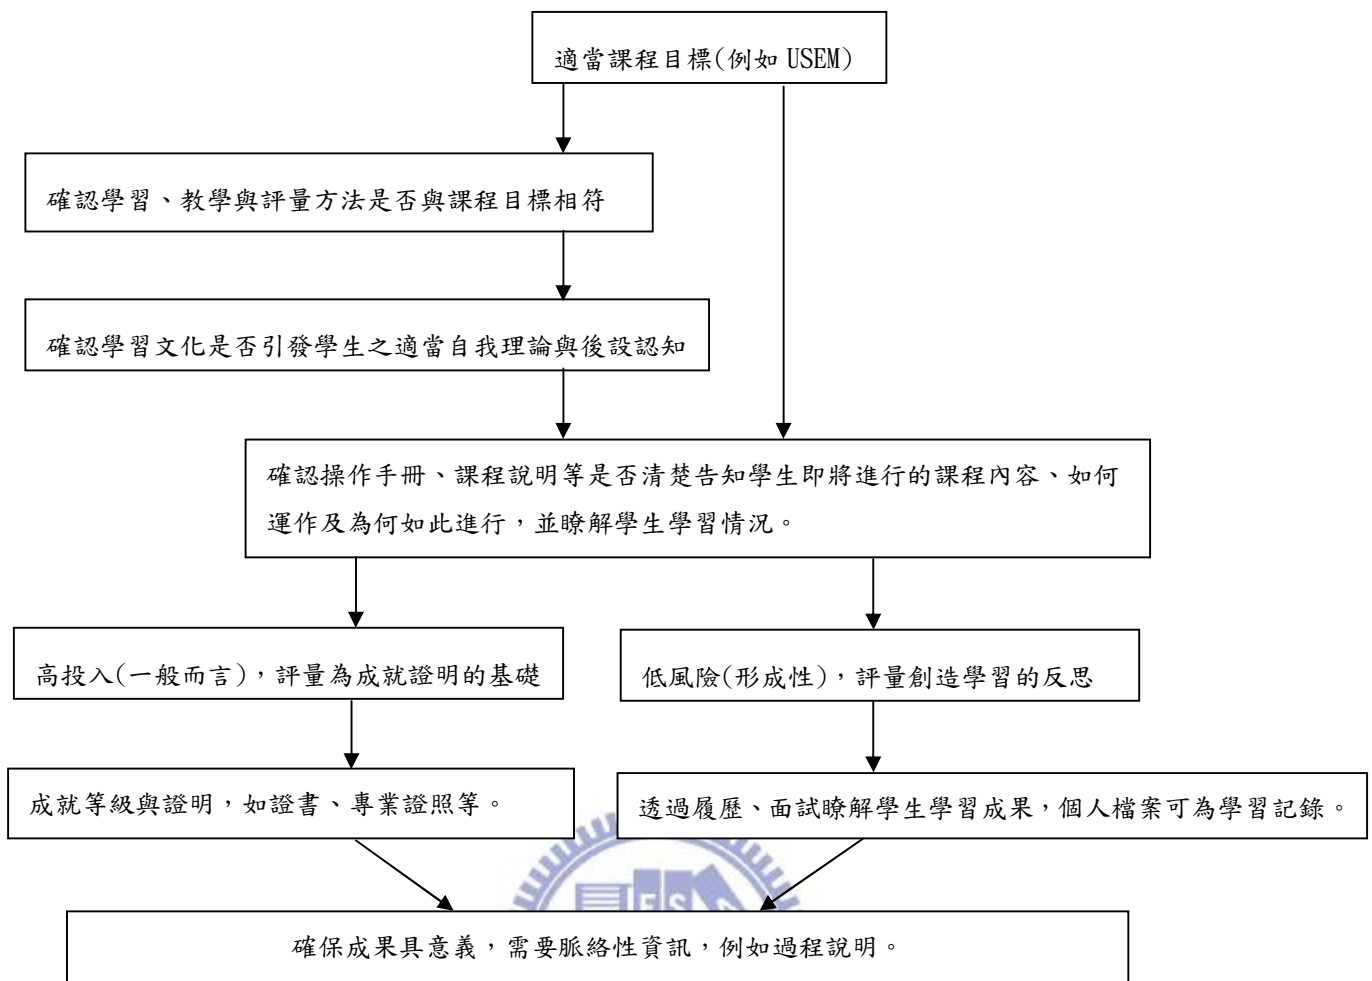 適當課程目標(例如 USEM)
確認學習、教學與評量方法是否與課程目標相符
確認學習文化是否引發學生之適當自我理論與後設認知
確認操作手冊、課程說明等是否清楚告知學生即將進行的課程內容、如何
運作及為何如此進行，並瞭解學生學習情況。
高投入(一般而言)，評量為成就證明的基礎
低風險(形成性)，評量創造學習的反思
成就等級與證明，如證書、專業證照等。
透過履歷、面試瞭解學生學習成果，個人檔案可為學習記錄。
ES
確保成果具意義，需要脈絡性資訊，例如過程說明。